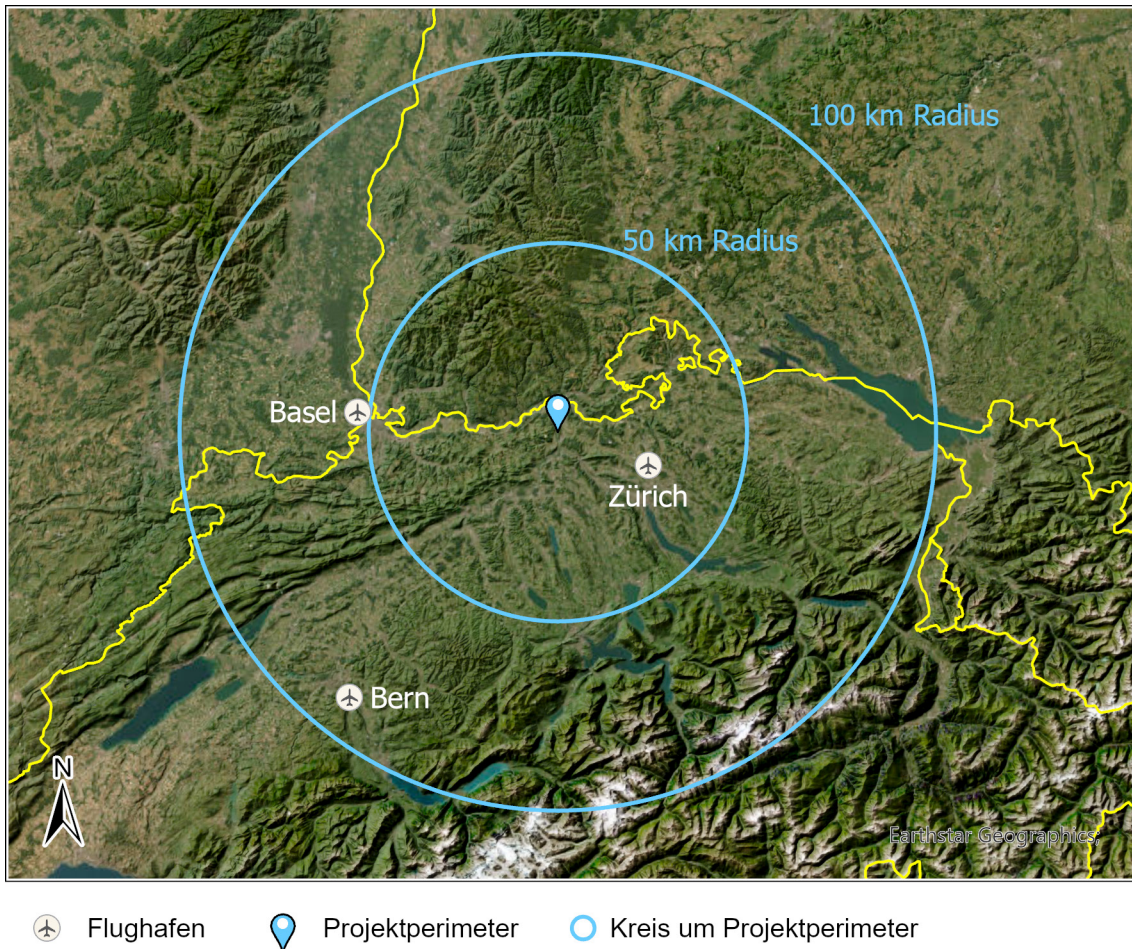 100 km Radius
50 km Radius
Basel
Zürich
Bern
N
Earthstar Geographics,
Flughafen
Projektperimeter
Kreis um Projektperimeter